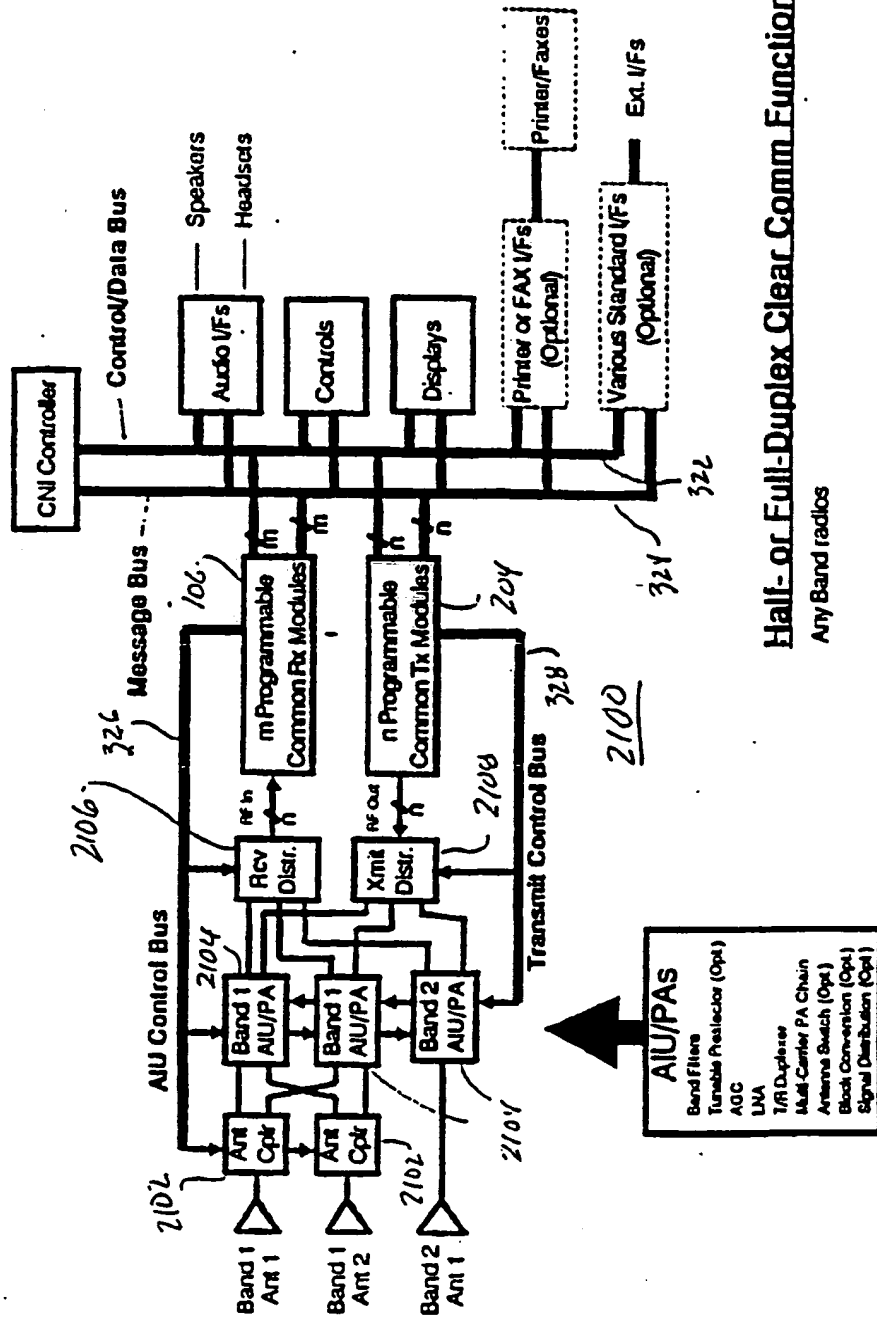 CNI Controller
Control/Data Bus
Message Bus
Audio I/Fs
Speakers
Headsets
Controls
Displays
Printer or FAX I/Fs
(Optional)
Printer/Faxes
Various Standard I/Fs
(Optional)
Ext. I/Fs
322
324
326
106
m Programmable
Common Rx Modules
m
m
n Programmable
Common Tx Modules
n
n
204
328
2106
RF In
n
Rcv
Distr.
RF Out
n
Xmit
Distr.
2108
AIU Control Bus
Transmit Control Bus
2104
Band 1
AIU/PA
Band 1
AIU/PA
Band 2
AIU/PA
2104
2102
Ant
Cplr
Ant
Cplr
2102
Band 1
Ant 1
Band 1
Ant 2
Band 2
Ant 1
2100
AIU/PAs
Band Filters
Tunable Preselector (Opt)
AGC
LNA
T/R Duplexer
Multi-Carrier PA Chain
Antenna Switch (Opt)
Block Conversion (Opt)
Signal Distribution (Opt)
Half- or Full-Duplex Clear Comm Function
Any Band radios